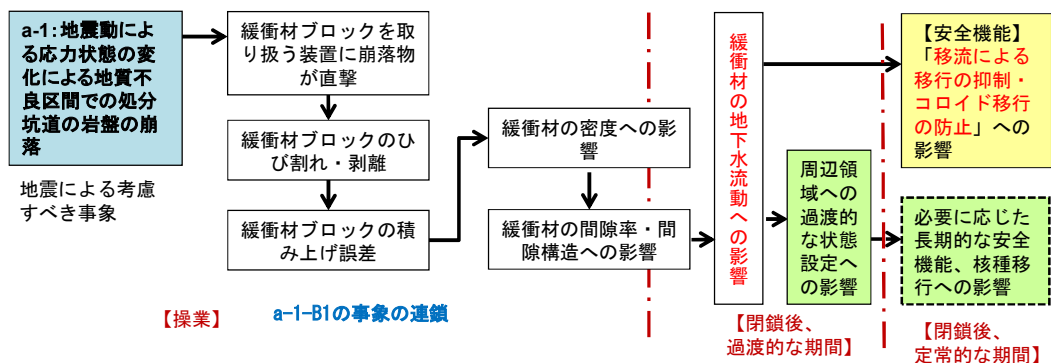 a-1:地震動によ
る応力状態の変
化による地質不
良区間での処分
坑道の岩盤の崩
落
地震による考慮
すべき事象
緩衝材ブロックを取
り扱う装置に崩落物
が直撃
緩衝材ブロックのひ
び割れ・剥離
緩衝材ブロックの積
み上げ誤差
緩衝材の密度への影
響
緩衝材の間隙率・間
隙構造への影響
緩衝材の地下水流動への影響
周辺領
域への
過渡的
な状態
設定へ
の影響
【安全機能】
「移流による
移行の抑制・
コロイド移行
の防止」への
影響
必要に応じた
長期的な安全
機能、核種移
行への影響
【操業】
a-1-B1の事象の連鎖
【閉鎖後、
過渡的な期間】
【閉鎖後、
定常的な期間】